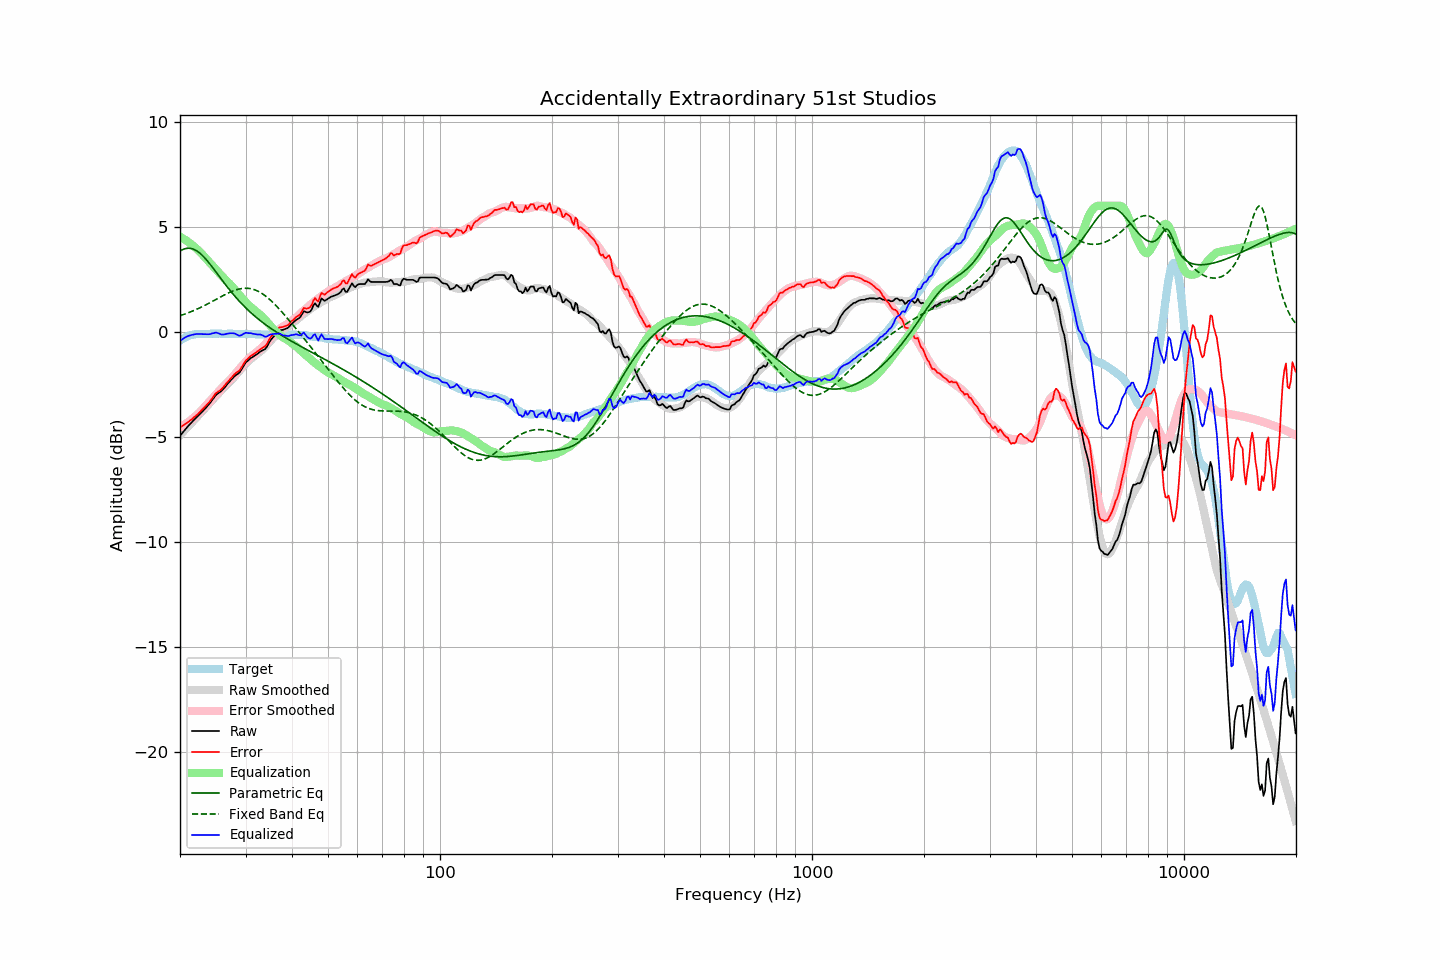 Accidentally Extraordinary 51st Studios
10
5
0
−5
−10
−15
−20
Amplitude (dBr)
Target
Raw Smoothed
Error Smoothed
Raw
Error
Equalization
Parametric Eq
Fixed Band Eq
Equalized
100 1000 10000
Frequency (Hz)